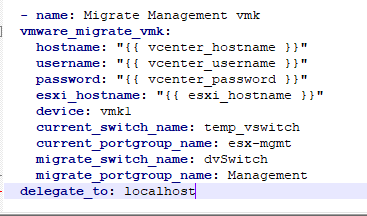 - name: Migrate Management vmk
vmware_migrate_vmk:
hostname: "{{ vcenter_hostname }}"
username: "{{ vcenter_username }}"
password: "{{ vcenter_password }}"
esxi_hostname: "{{ esxi_hostname }}"
device: vmk1
current_switch_name: temp_vswitch
current_portgroup_name: esx-mgmt
migrate_switch_name: dvSwitch
migrate_portgroup_name: Management
delegate_to: localhost